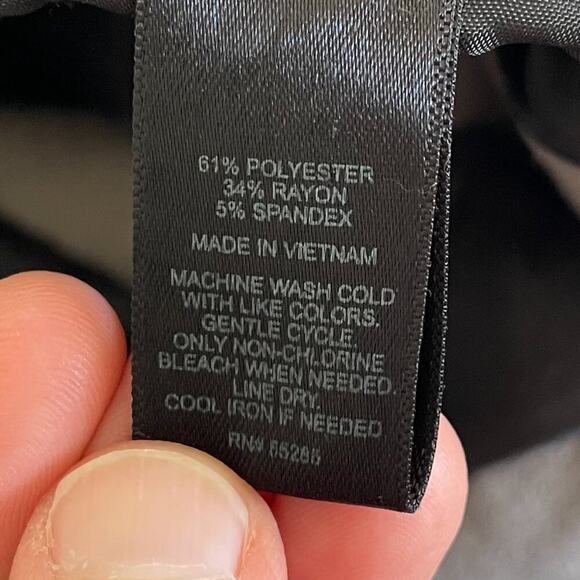 61% POLYESTER
34% RAYON
5% SPANDEX
MADE IN VIETNAM
MACHINE WASH COLD
WITH LIKE COLORS.
GENTLE CYCLE.
ONLY NON-CHLORINE
BLEACH WHEN NEEDED.
LINE DRY.
COOL IRON IF NEEDED
RN#